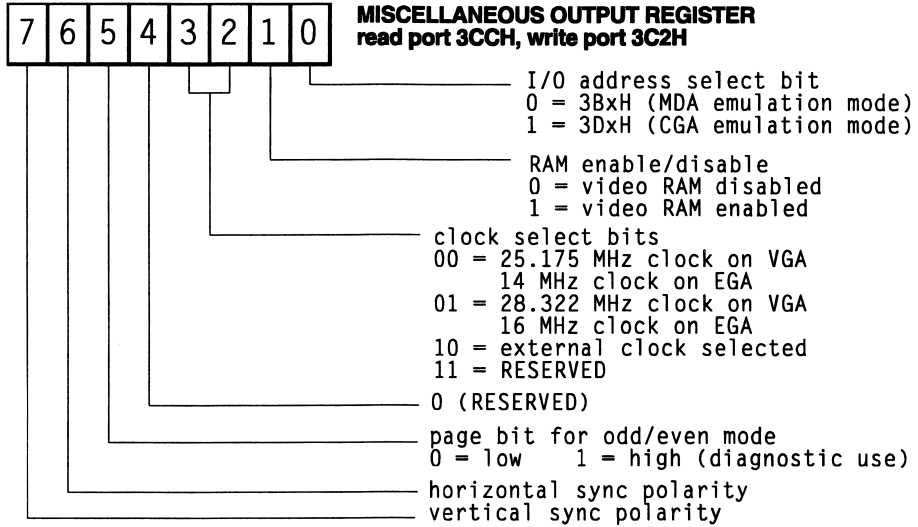 7 6 5 4 3 2 1 0
MISCELLANEOUS OUTPUT REGISTER
read port 3CCH, write port 3C2H
I/O address select bit
0 = 3BxH (MDA emulation mode)
1 = 3DxH (CGA emulation mode)
RAM enable/disable
0 = video RAM disabled
1 = video RAM enabled
clock select bits
00 = 25.175 MHz clock on VGA
14 MHz clock on EGA
01 = 28.322 MHz clock on VGA
16 MHz clock on EGA
10 = external clock selected
11 = RESERVED
0 (RESERVED)
page bit for odd/even mode
0 = low 1 = high (diagnostic use)
horizontal sync polarity
vertical sync polarity